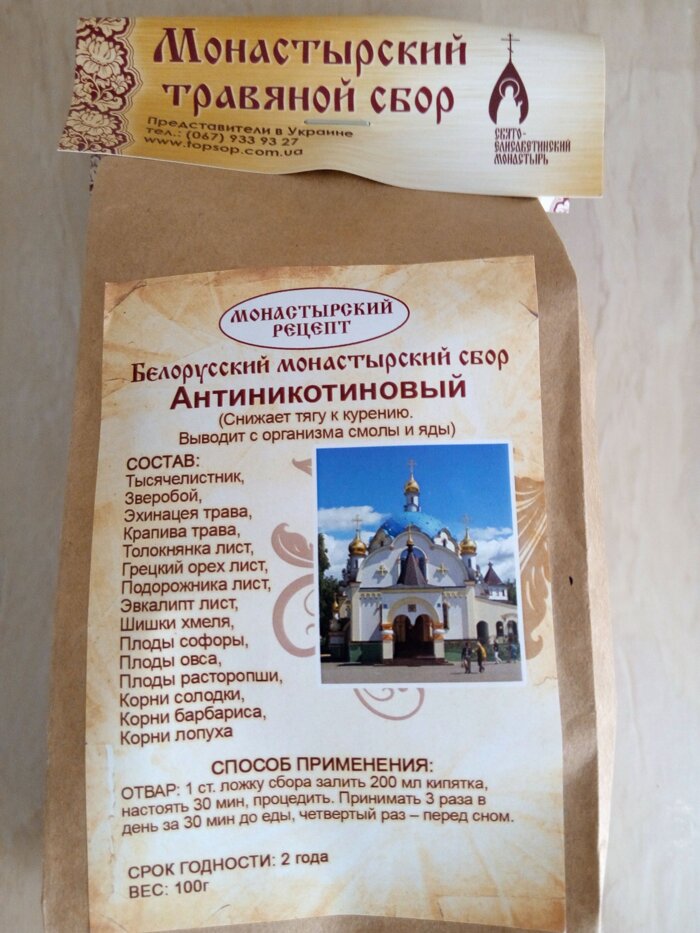 Монастырский
травяной сбор
Представители в Украине
тел.: (067) 933 93 27
www.topsop.com.ua
СВЯТО-
ЕЛИСАВЕТИНСКИЙ
МОНАСТЫРЬ
МОНАСТЫРСКИЙ
РЕЦЕПТ
Белорусский монастырский сбор
Антиникотиновый
(Снижает тягу к курению.
Выводит с организма смолы и яды)
СОСТАВ:
Тысячелистник,
Зверобой,
Эхинацея трава,
Крапива трава,
Толокнянка лист,
Грецкий орех лист,
Подорожника лист,
Эвкалипт лист,
Шишки хмеля,
Плоды софоры,
Плоды овса,
Плоды расторопши,
Корни солодки,
Корни барбариса,
Корни лопуха
СПОСОБ ПРИМЕНЕНИЯ:
ОТВАР: 1 ст. ложку сбора залить 200 мл кипятка,
настоять 30 мин, процедить. Принимать 3 раза в
день за 30 мин до еды, четвертый раз – перед сном.
СРОК ГОДНОСТИ: 2 года
ВЕС: 100г